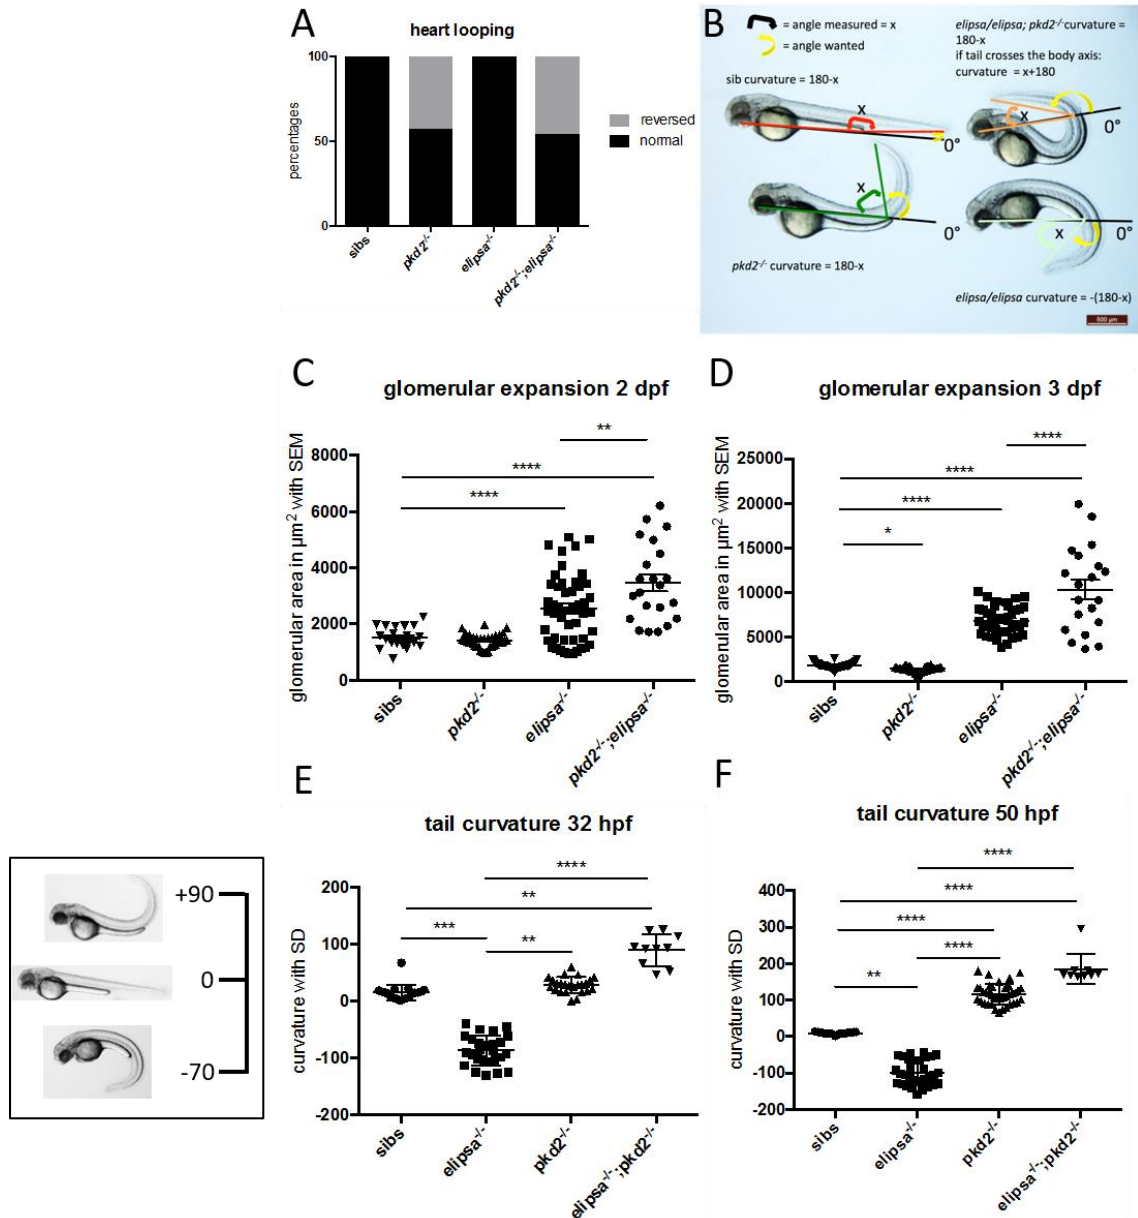 A
heart looping
percentages
100
50
0
reversed
normal
sibs
pkd2-/-
elipsa-/-
pkd2-/-;elipsa-/-
B
= angle measured = x
= angle wanted
elipsa/elipsa; pkd2-/- curvature =
180-x
if tail crosses the body axis:
curvature = x+180
sib curvature = 180-x
x
0°
x
0°
x
0°
x
0°
pkd2-/- curvature = 180-x
elipsa/elipsa curvature = -(180-x)
500 µm
C
glomerular expansion 2 dpf
glomerular area in µm² with SEM
8000
6000
4000
2000
0
**
****
****
sibs
pkd2-/-
elipsa-/-
pkd2-/-;elipsa-/-
D
glomerular expansion 3 dpf
glomerular area in µm² with SEM
25000
20000
15000
10000
5000
0
****
****
****
*
sibs
pkd2-/-
elipsa-/-
pkd2-/-;elipsa-/-
+90
0
-70
E
tail curvature 32 hpf
curvature with SD
200
100
0
-100
-200
****
**
***
**
sibs
elipsa-/-
pkd2-/-
elipsa-/-;pkd2-/-
F
tail curvature 50 hpf
curvature with SD
400
300
200
100
0
-100
-200
****
****
****
****
**
sibs
elipsa-/-
pkd2-/-
elipsa-/-;pkd2-/-